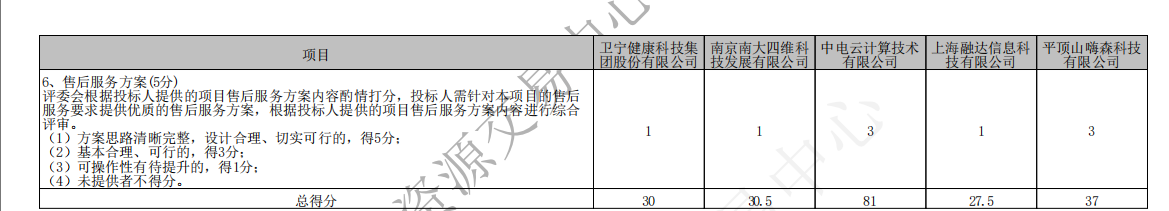 项目 卫宁健康科技集团股份有限公司 南京南大四维科技发展有限公司 中电云计算技术有限公司 上海融达信息科技有限公司 平顶山嗨森科技有限公司
6、售后服务方案(5分)
评委会根据投标人提供的项目售后服务方案内容酌情打分，投标人需针对本项目的售后
服务要求提供优质的售后服务方案，根据投标人提供的项目售后服务方案内容进行综合
评审。
（1）方案思路清晰完整，设计合理、切实可行的，得5分；
（2）基本合理、可行的，得3分；
（3）可操作性有待提升的，得1分；
（4）未提供者不得分。
1 1 3 1 3
总得分 30 30.5 81 27.5 37
资源交易中心
易中心